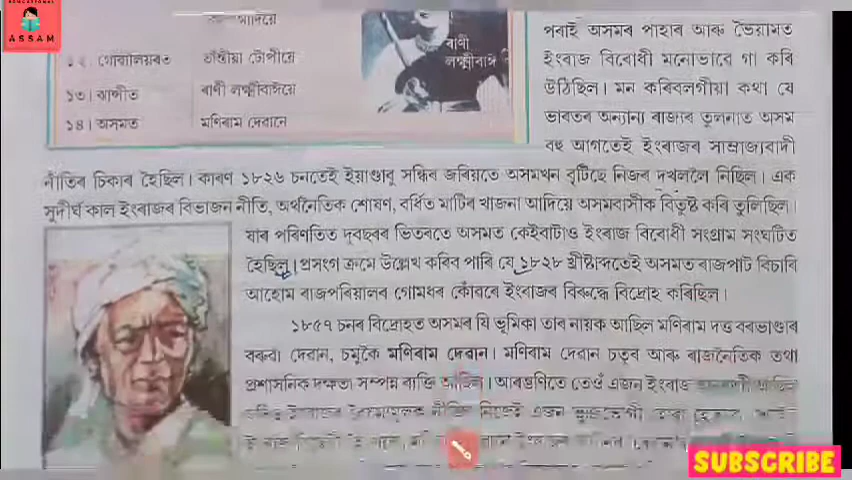 EDUCATIONAL
ASSAM
আদিয়ে
১২ গোৱালিয়ৰত তাঁতীয়া টোপীয়ে
১৩। ঝান্সীত ৰাণী লক্ষ্মীবাঈয়ে
১৪। অসমত মণিৰাম দেৱানে
ৰাণী
লক্ষ্মীবাঈ
পৰাই অসমৰ পাহাৰ আৰু ভৈয়ামত
ইংৰাজ বিৰোধী মনোভাবে গা কৰি
উঠিছিল। মন কৰিবলগীয়া কথা যে
ভাৰতৰ অন্যান্য ৰাজ্যৰ তুলনাত অসম
বহু আগতেই ইংৰাজৰ সাম্ৰাজ্যবাদী
নীতিৰ চিকাৰ হৈছিল। কাৰণ ১৮২৬ চনতেই ইয়াণ্ডাবু সন্ধিৰ জৰিয়তে অসমখন বৃটিছে নিজৰ দখললৈ নিছিল। এক
সুদীৰ্ঘ কাল ইংৰাজৰ বিভাজন নীতি, অৰ্থনৈতিক শোষণ, বৰ্ধিত মাটিৰ খাজনা আদিয়ে অসমবাসীক বিতুষ্ট কৰি তুলিছিল।
যাৰ পৰিণতিত দুবছৰৰ ভিতৰতে অসমত কেইবাটাও ইংৰাজ বিৰোধী সংগ্ৰাম সংঘটিত
হৈছিল। প্ৰসংগ ক্ৰমে উল্লেখ কৰিব পাৰি যে ১৮২৮ খ্ৰীষ্টাব্দতেই অসমত ৰাজপাট বিচাৰি
আহোম ৰাজপৰিয়ালৰ গোমধৰ কোঁৱৰে ইংৰাজৰ বিৰুদ্ধে বিদ্ৰোহ কৰিছিল।
১৮৫৭ চনৰ বিদ্ৰোহত অসমৰ যি ভূমিকা তাৰ নায়ক আছিল মণিৰাম দত্ত বৰভাণ্ডাৰ
বৰুৱা দেৱান, চমুকৈ মণিৰাম দেৱান। মণিৰাম দেৱান চতুৰ আৰু ৰাজনৈতিক তথা
প্ৰশাসনিক দক্ষতা সম্পন্ন ব্যক্তি আছিল। আৰম্ভণিতে তেওঁ এজন ইংৰাজ
SUBSCRIBE